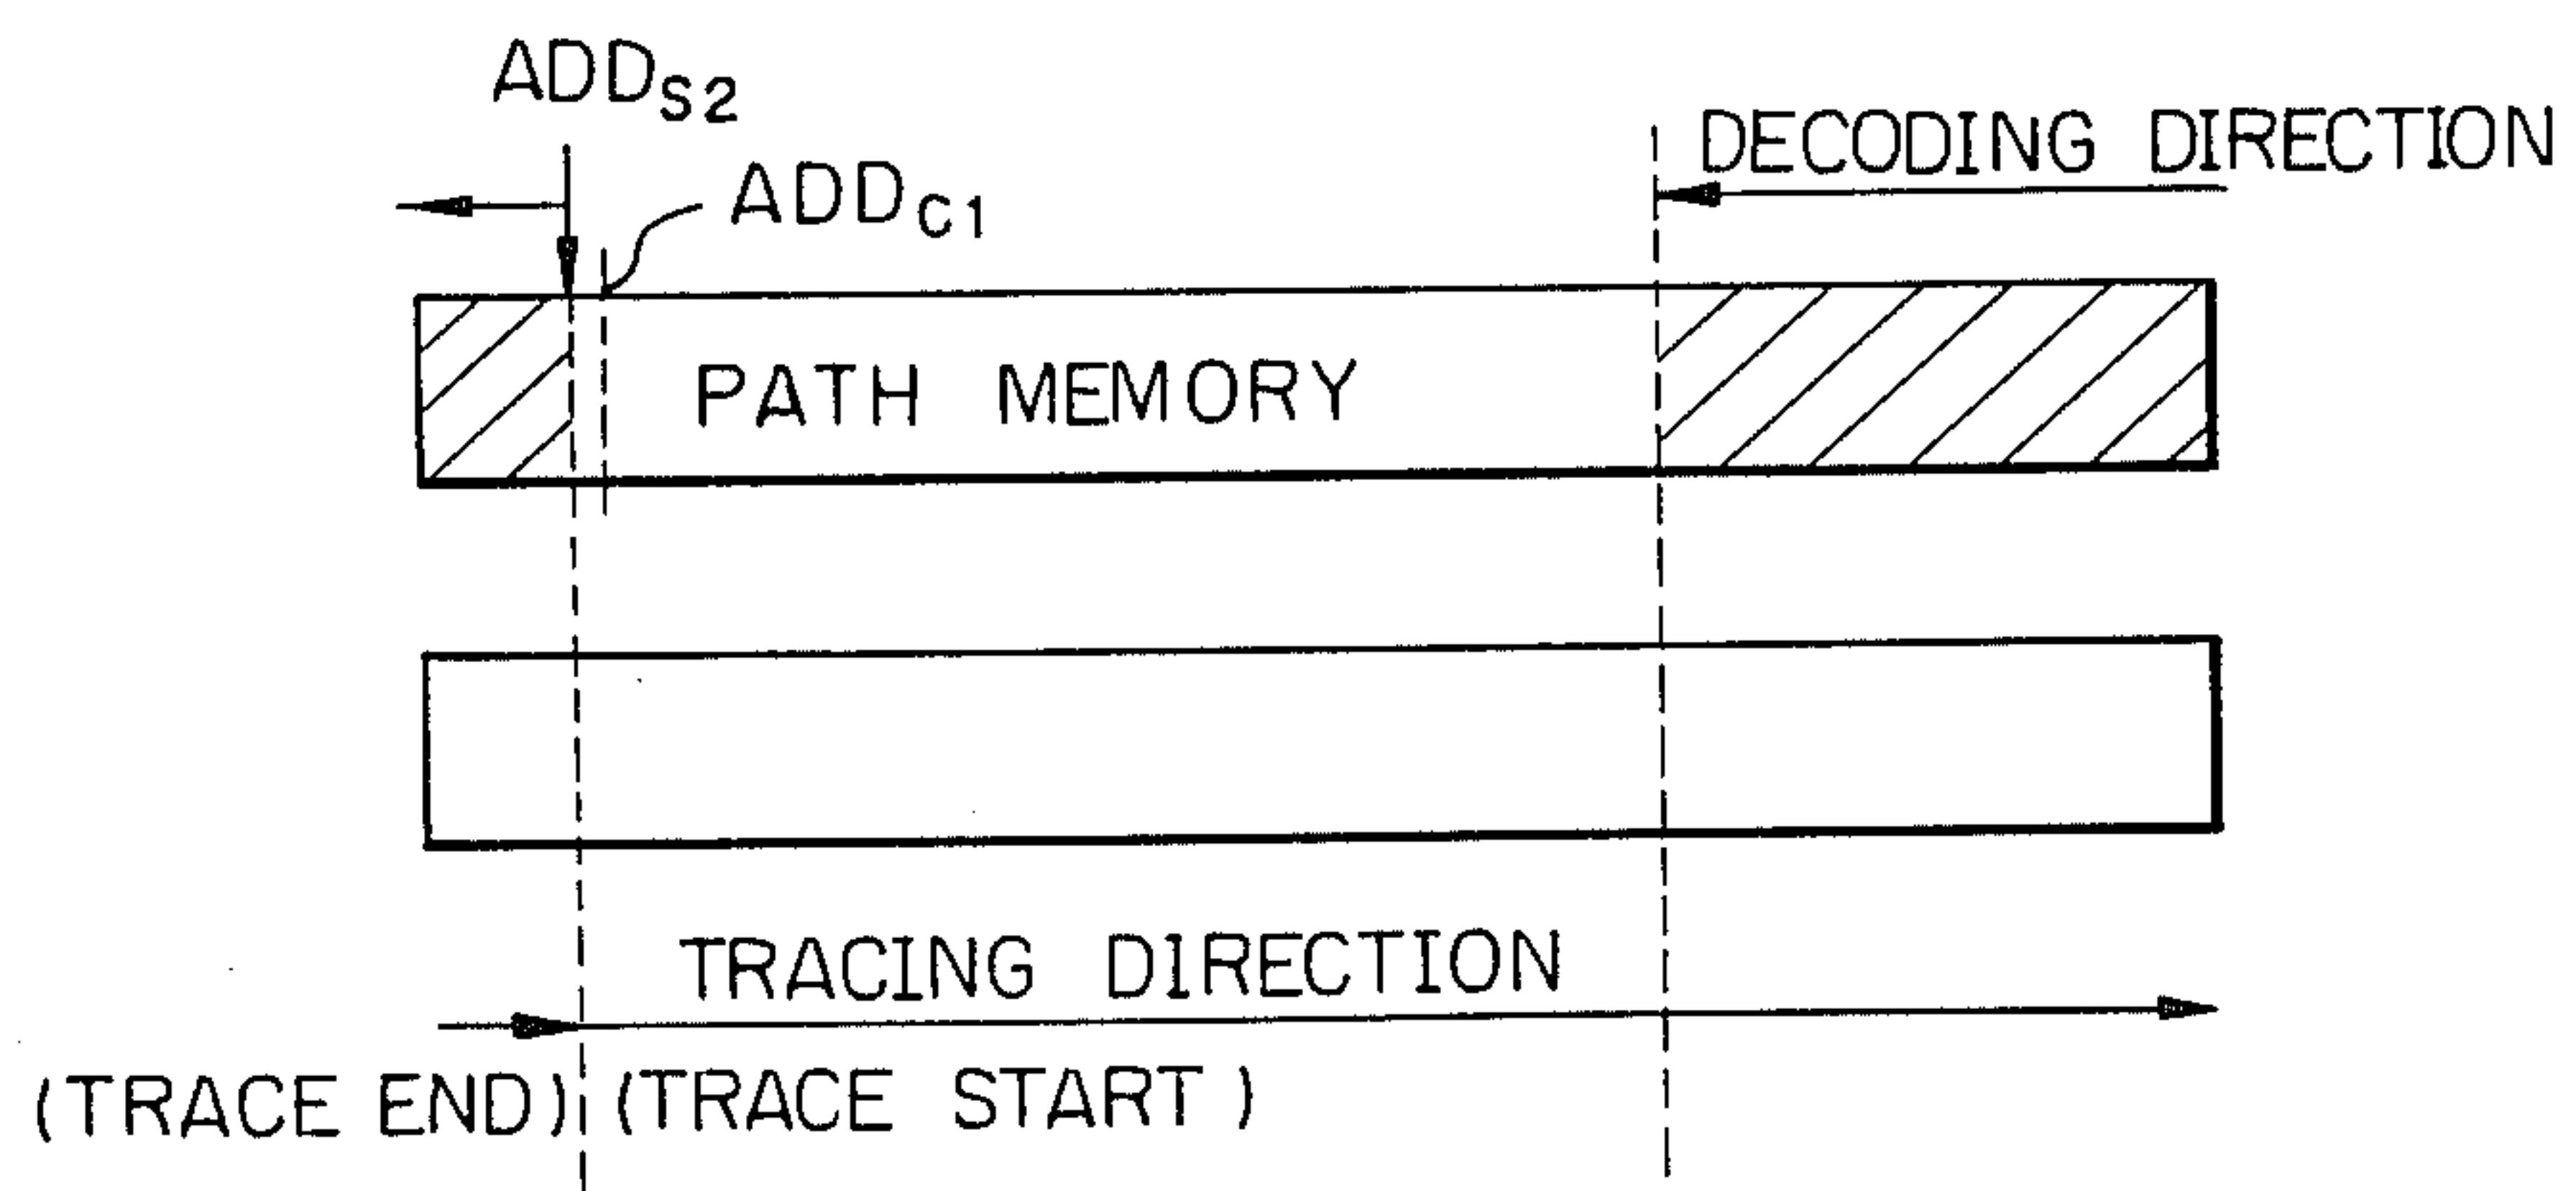 ADDS2
DECODING DIRECTION
ADDC1
PATH MEMORY
TRACING DIRECTION
(TRACE END) (TRACE START)